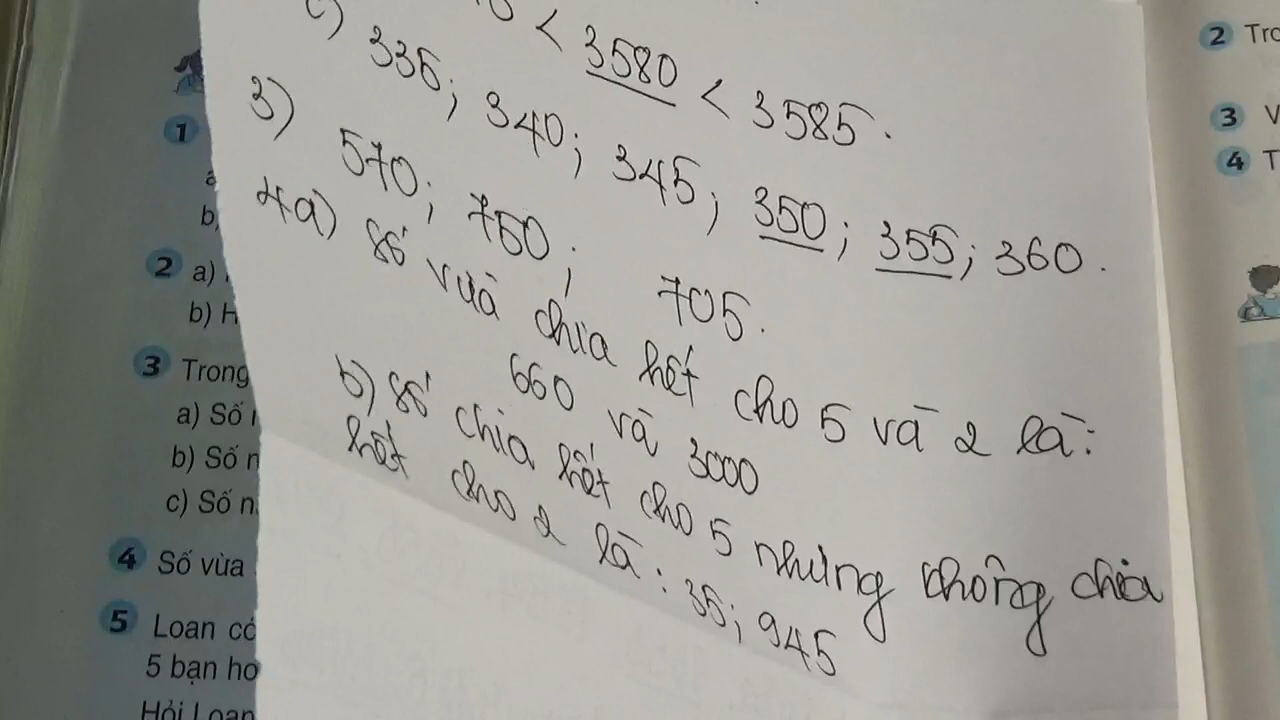 c)
< 3580 < 3585.
335; 340; 345; 350; 355; 360.
3)
570; 750; 705.
4a) Số vừa chia hết cho 5 và 2 là:
660 và 3000
b) Số chia hết cho 5 nhưng không chia
hết cho 2 là: 35; 945
1
a
b,
2 a)
b) H
3 Trong
a) Số
b) Số n
c) Số n
4 Số vừa
5 Loan có
5 bạn ho
Hỏi Loan
2 Trc
3 V
4 T